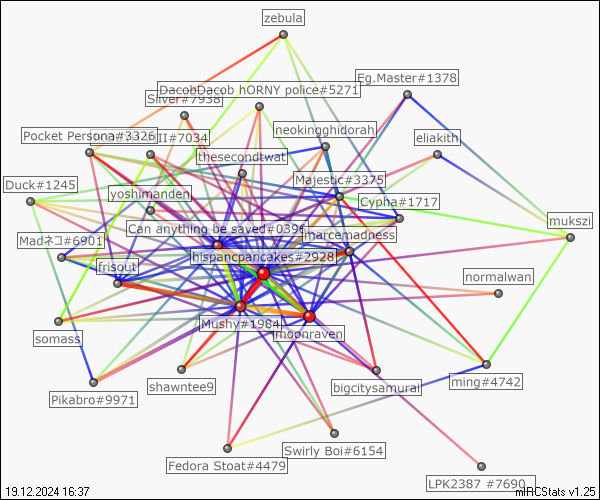 zebula
Eg.Master#1378
DacobDacob hORNY police#5271
Silver#7938
neokingghidorah
Pocket Persona#3326
II#7034
eliakith
thesecondtwat
Majestic#3375
Duck#1245
yoshimanden
Cypha#1717
mukszi
Can anything be saved#0396
marcemadness
Madネコ#6901
hispancpancakes#2928
frisout
normalwan
Mushy#1984
moonraven
somass
shawntee9
bigcitysamurai
ming#4742
Pikabro#9971
Swirly Boi#6154
Fedora Stoat#4479
LPK2387 #7690
19.12.2024 16:37
mIRCStats v1.25